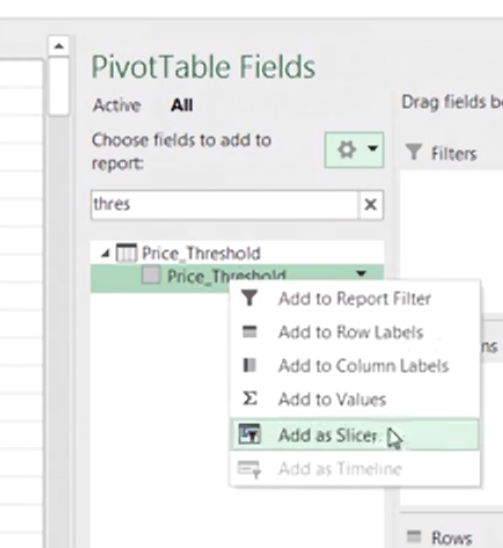 PivotTable Fields
Active All
Choose fields to add to
report:
thres
Price_Threshold
Price_Threshold
Add to Report Filter
Add to Row Labels
Add to Column Labels
Σ Add to Values
Add as Slicer
Add as Timeline
Drag fields b
Filters
ns
Rows